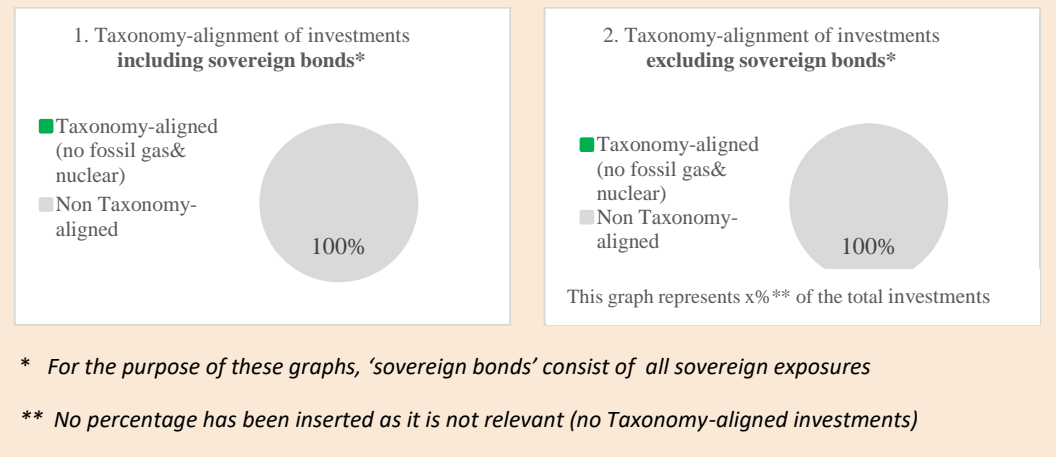 1. Taxonomy-alignment of investments
including sovereign bonds*
Taxonomy-aligned
(no fossil gas&
nuclear)
Non Taxonomy-
aligned
100%
2. Taxonomy-alignment of investments
excluding sovereign bonds*
Taxonomy-aligned
(no fossil gas&
nuclear)
Non Taxonomy-
aligned
100%
This graph represents x%** of the total investments
* For the purpose of these graphs, ‘sovereign bonds’ consist of all sovereign exposures
** No percentage has been inserted as it is not relevant (no Taxonomy-aligned investments)